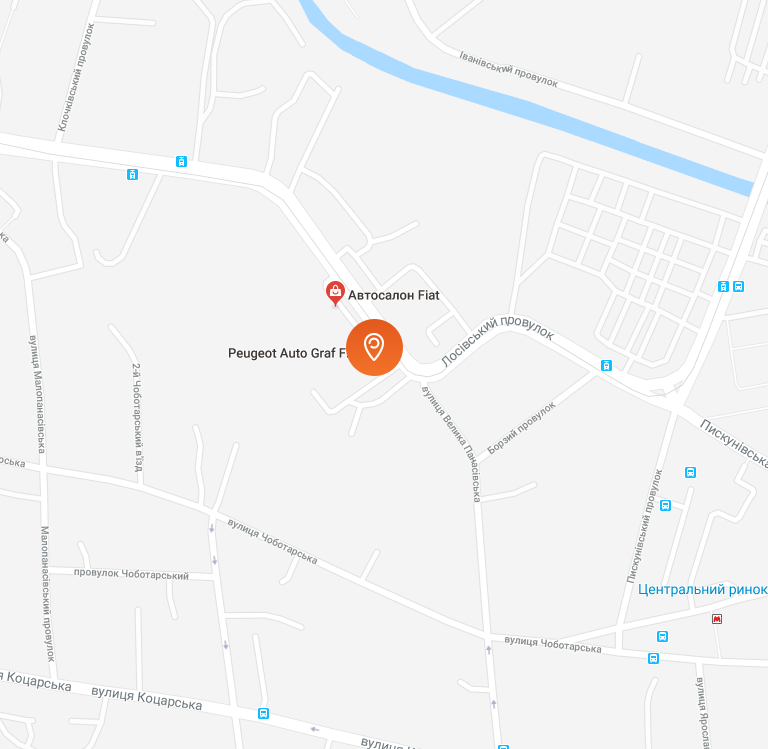 Іванівський провулок
Клочківський провулок
Автосалон Fiat
Лосівський провулок
Peugeot Auto Graf F
вулиця Малопанасівська
2-й Чоботарський в'їзд
вулиця Велика Панасівська
Борзий провулок
Пискунівська
Пискунівський провулок
вулиця Чоботарська
Малопанасівський провулок
провулок Чоботарський
Центральний ринок
вулиця Чоботарська
Коцарська
вулиця Коцарська
вулиця Ярослав
вулиця